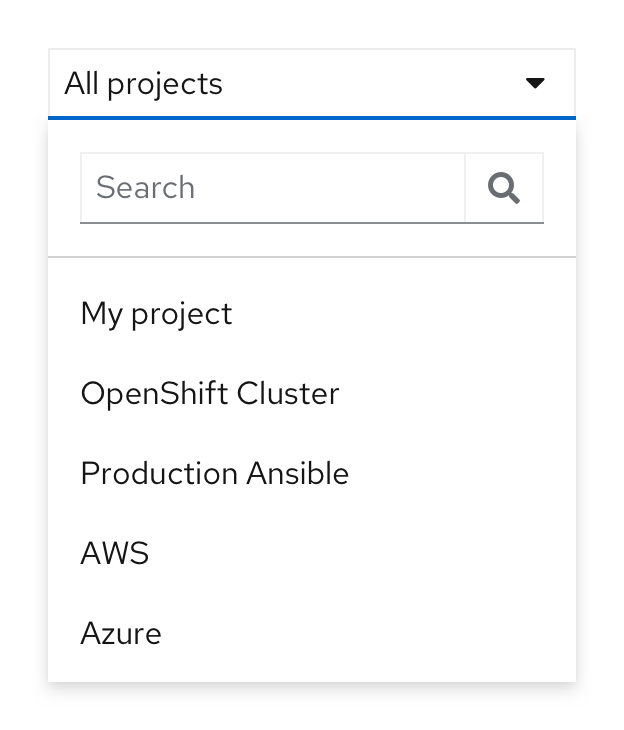 All projects
Search
My project
OpenShift Cluster
Production Ansible
AWS
Azure